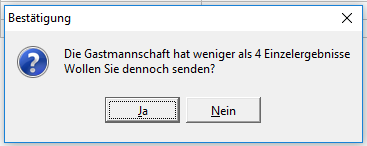 Bestätigung
Die Gastmannschaft hat weniger als 4 Einzelergebnisse
Wollen Sie dennoch senden?
Ja
Nein